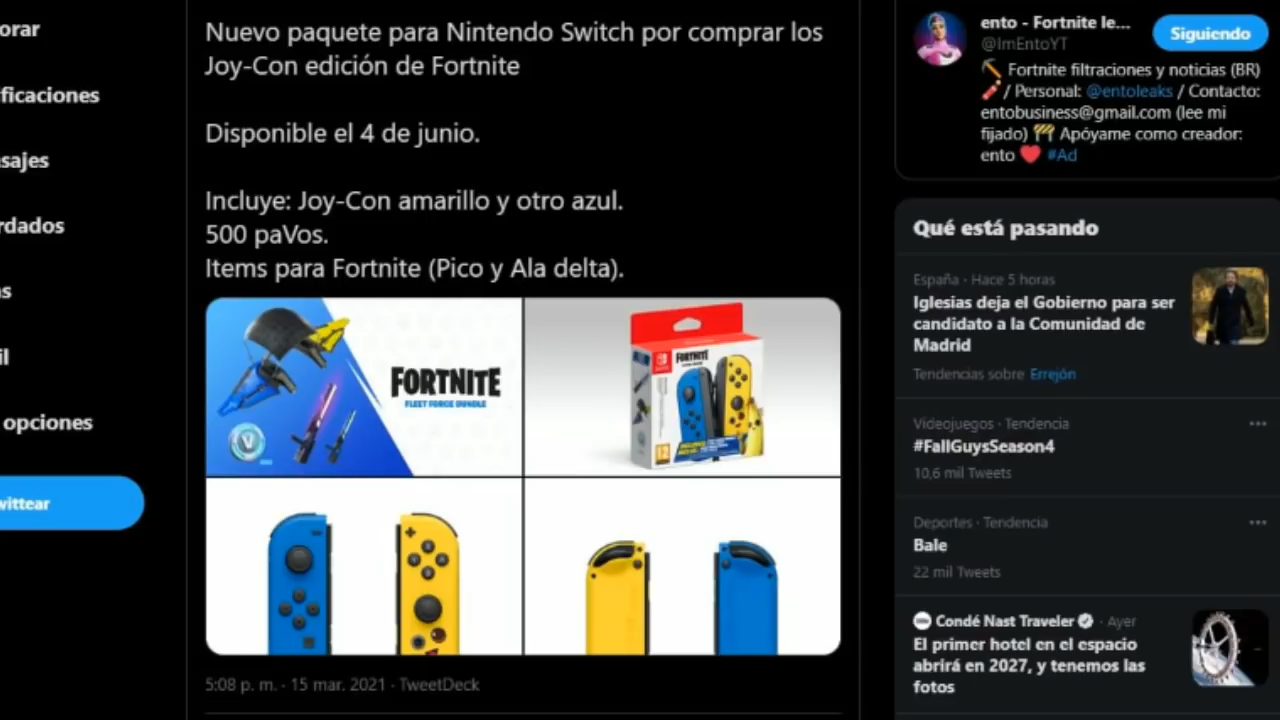 orar
ficaciones
sajes
rdados
s
il
opciones
wittear
Nuevo paquete para Nintendo Switch por comprar los
Joy-Con edición de Fortnite
Disponible el 4 de junio.
Incluye: Joy-Con amarillo y otro azul.
500 paVos.
Items para Fortnite (Pico y Ala delta).
FORTNITE
FLEET FORCE BUNDLE
FORTNITE
12
5:08 p. m. · 15 mar. 2021 · TweetDeck
ento - Fortnite le...
@ImEntoYT
Siguiendo
Fortnite filtraciones y noticias (BR)
/ Personal: @entoleaks / Contacto:
entobusiness@gmail.com (lee mi
fijado) Apóyame como creador:
ento #Ad
Qué está pasando
España · Hace 5 horas
Iglesias deja el Gobierno para ser
candidato a la Comunidad de
Madrid
Tendencias sobre Errejón
Videojuegos · Tendencia
#FallGuysSeason4
10,6 mil Tweets
Deportes · Tendencia
Bale
22 mil Tweets
Condé Nast Traveler · Ayer
El primer hotel en el espacio
abrirá en 2027, y tenemos las
fotos